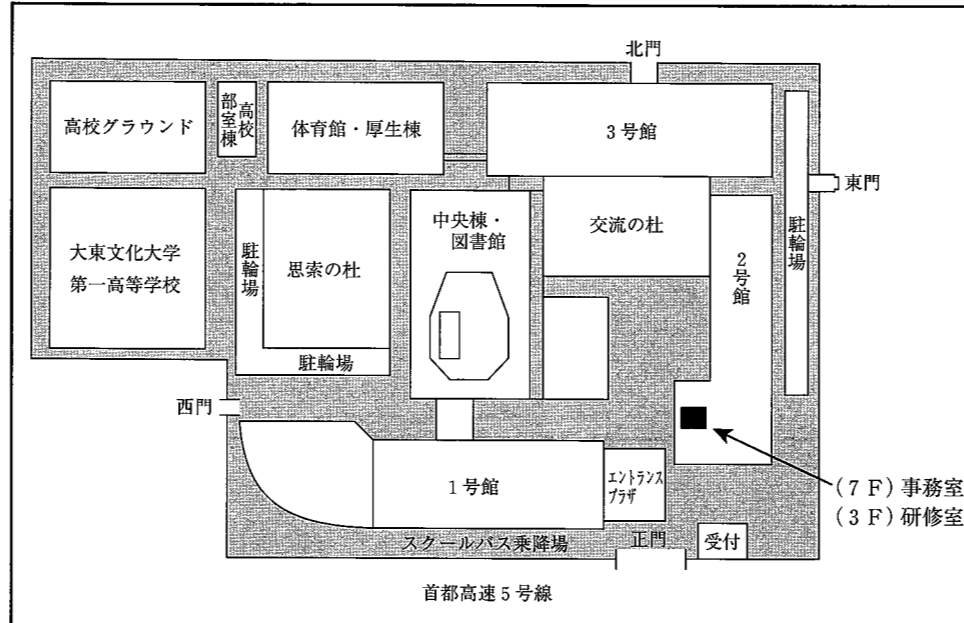 北門
高校グラウンド
高校
部室棟
体育館・厚生棟
3号館
東門
駐輪場
大東文化大学
第一高等学校
駐輪場
思索の杜
駐輪場
中央棟・
図書館
交流の杜
2号館
西門
1号館
エントランス
プラザ
(7F)事務室
(3F)研修室
スクールバス乗降場
正門
受付
首都高速5号線